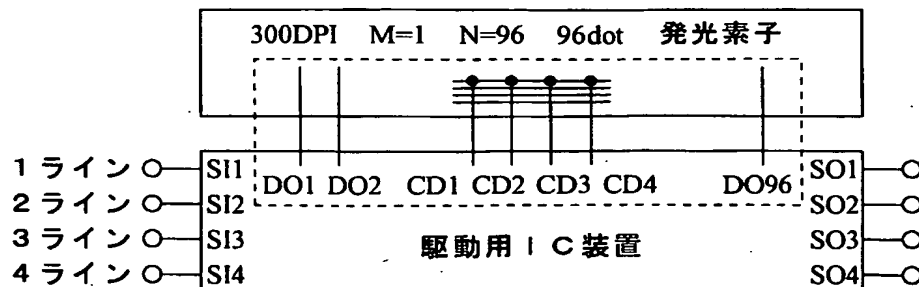 300DPI M=1 N=96 96dot 発光素子
1ライン SI1 DO1 DO2 CD1 CD2 CD3 CD4 DO96 SO1
2ライン SI2 SO2
3ライン SI3 駆動用IC装置 SO3
4ライン SI4 SO4